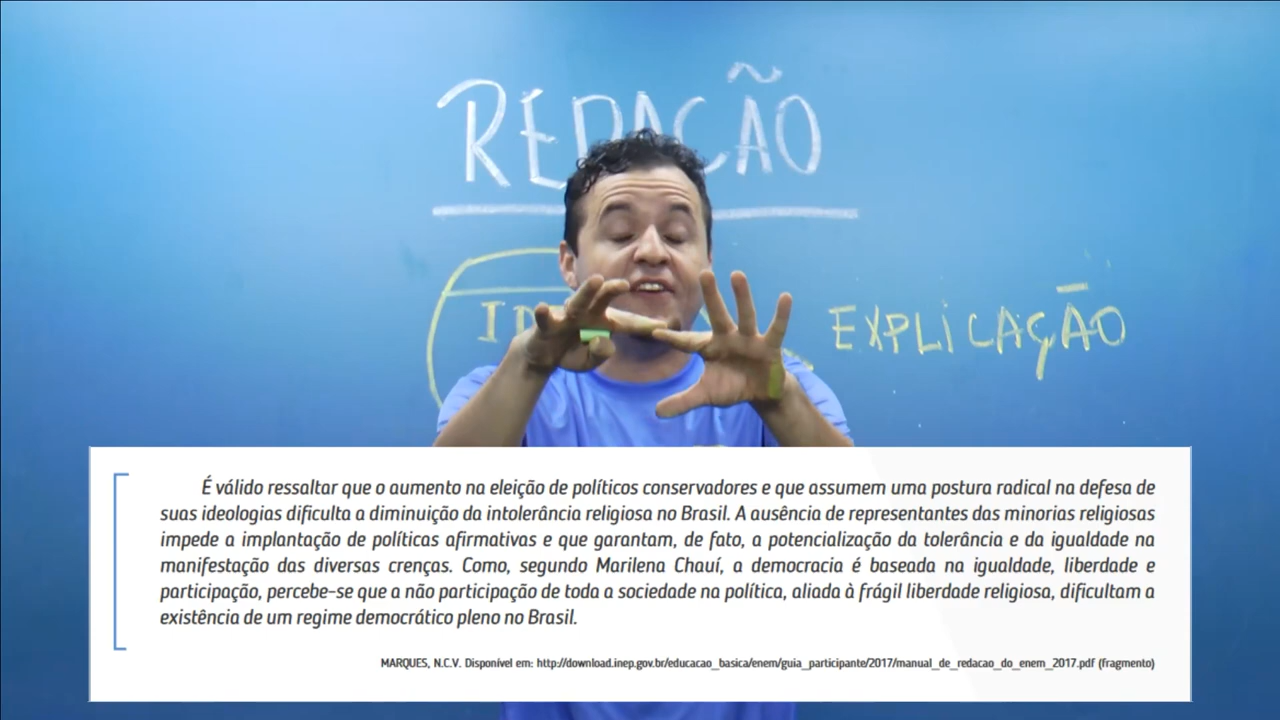 REDAÇÃO
EXPLICAÇÃO
É válido ressaltar que o aumento na eleição de políticos conservadores e que assumem uma postura radical na defesa de
suas ideologias dificulta a diminuição da intolerância religiosa no Brasil. A ausência de representantes das minorias religiosas
impede a implantação de políticas afirmativas e que garantam, de fato, a potencialização da tolerância e da igualdade na
manifestação das diversas crenças. Como, segundo Marilena Chauí, a democracia é baseada na igualdade, liberdade e
participação, percebe-se que a não participação de toda a sociedade na política, aliada à frágil liberdade religiosa, dificultam a
existência de um regime democrático pleno no Brasil.
MARQUES, N.C.V. Disponível em: http://download.inep.gov.br/educacao_basica/enem/guia_participante/2017/manual_de_redacao_do_enem_2017.pdf (fragmento)